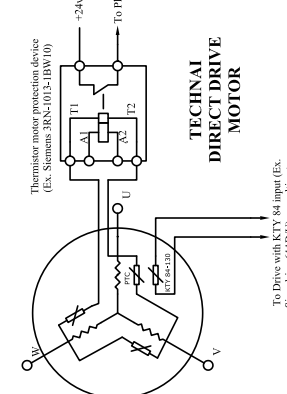 +24v
To Pl
Thermistor motor protection device
(Ex. Siemens 3RN-1013-1BW10)
T1
T2
A1
A2
TECHNAI
DIRECT DRIVE
MOTOR
U
PTC
KTY 84-130
W
V
To Drive with KTY 84 input (Ex.